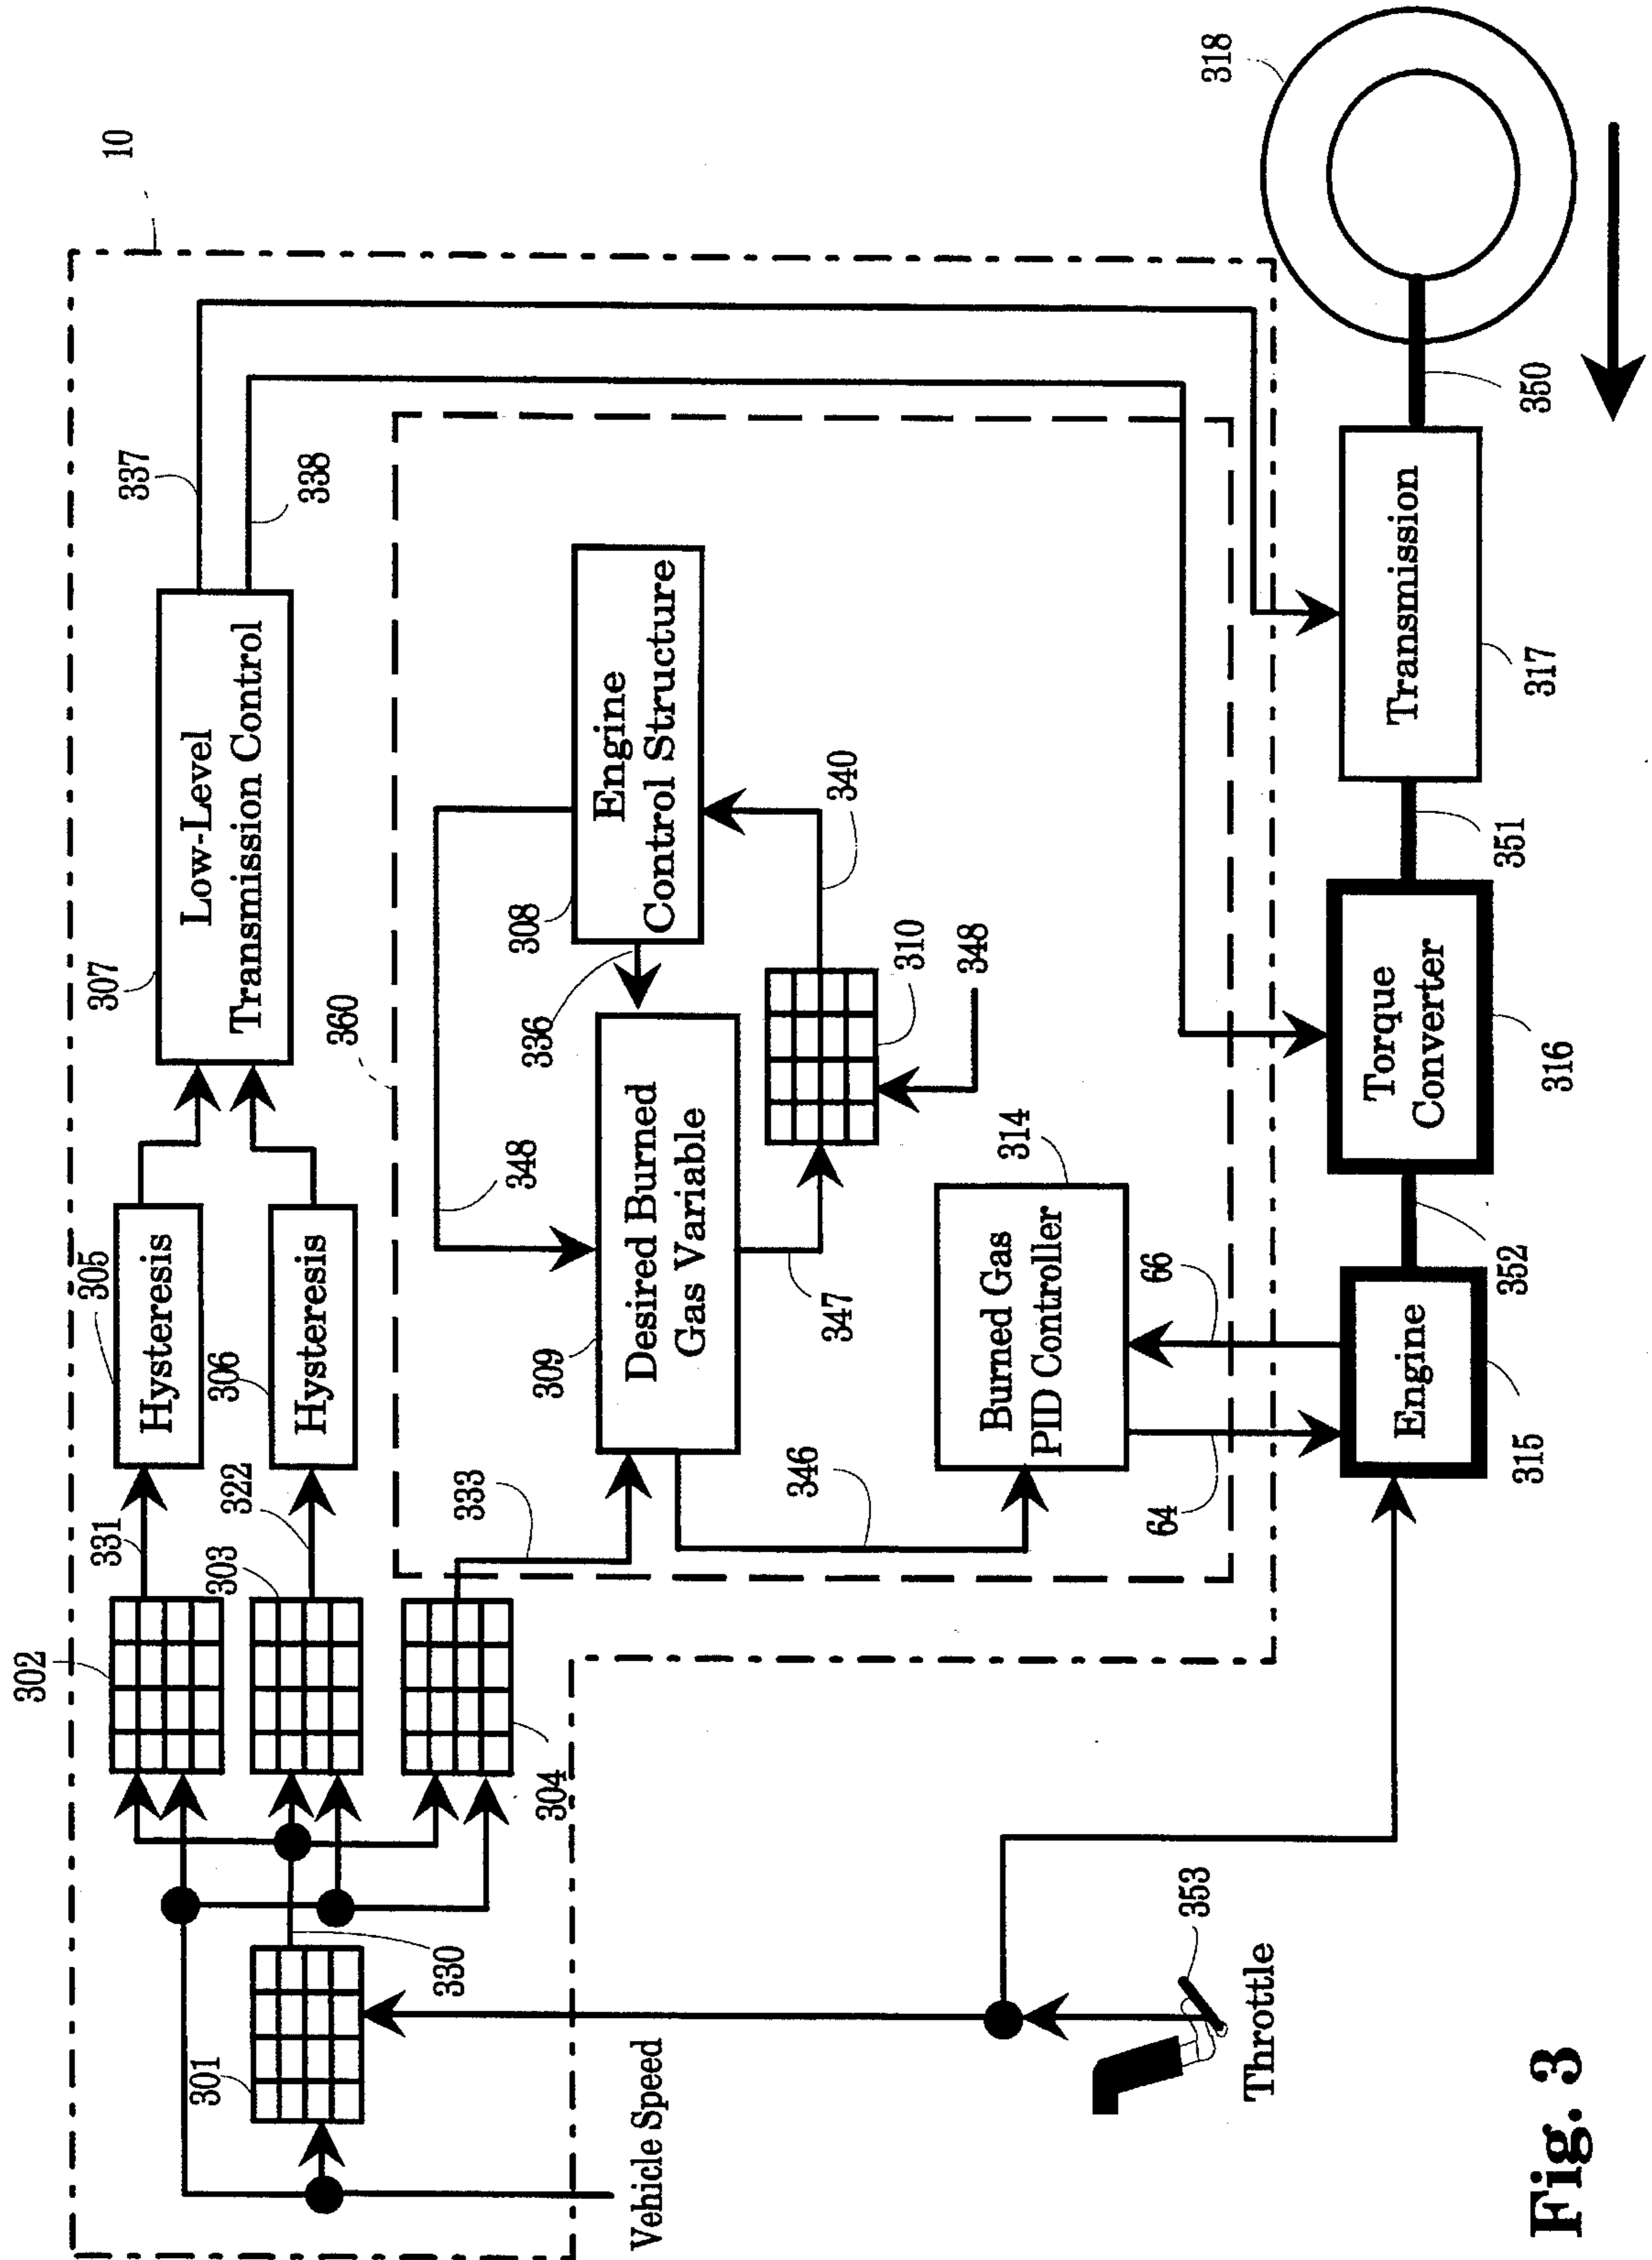 10
302
331
305
Hysteresis
307
Low-Level
Transmission Control
337
338
303
322
306
Hysteresis
301
330
304
333
360
348
309
Desired Burned
Gas Variable
336
308
Engine
Control Structure
347
310
340
348
346
Burned Gas
PID Controller
314
64
66
Vehicle Speed
Throttle
353
Engine
315
352
Torque
Converter
316
351
Transmission
317
350
318
Fig. 3